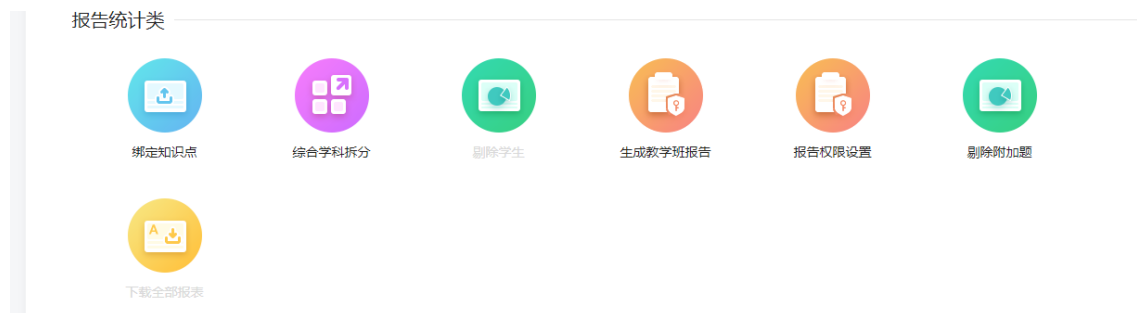 报告统计类
绑定知识点
综合学科拆分
剔除学生
生成教学班报告
报告权限设置
剔除附加题
A
下载全部报表